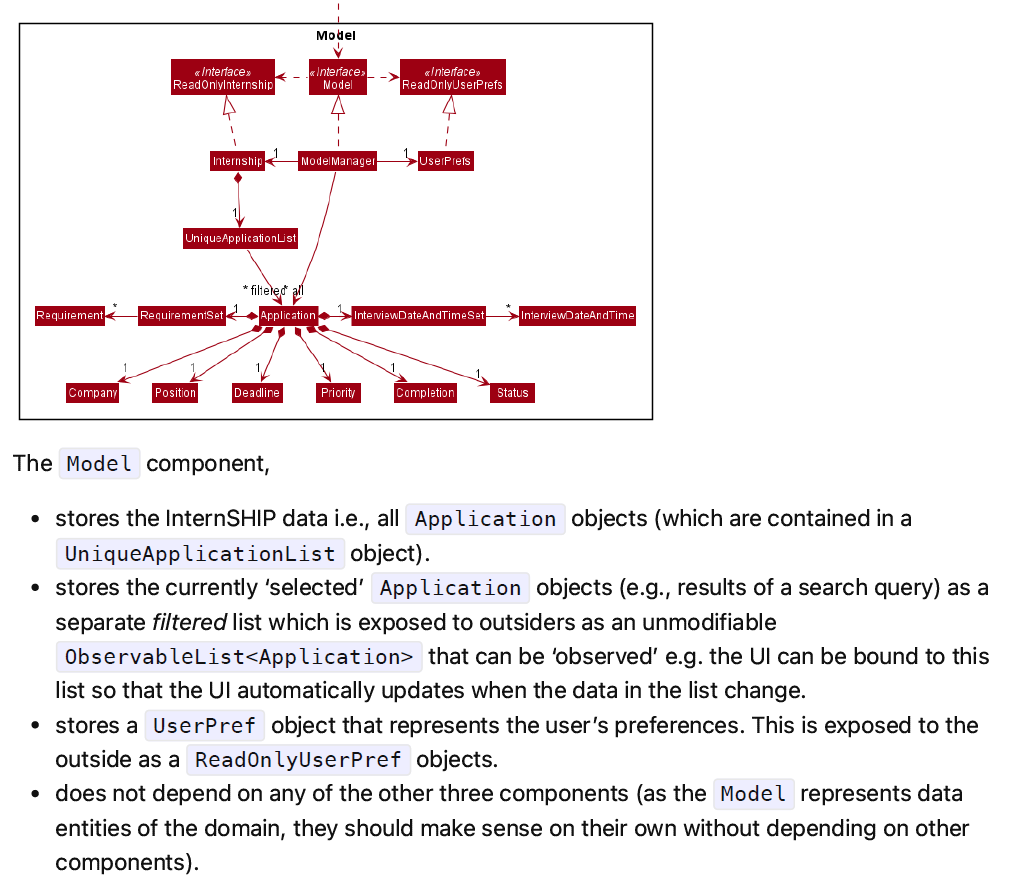 Model
«Interface» «Interface» «Interface»
ReadOnlyInternship Model ReadOnlyUserPrefs
Internship 1 ModelManager 1 UserPrefs
1
UniqueApplicationList
* filtered * all
Requirement * RequirementSet 1 Application 1 InterviewDateAndTimeSet * InterviewDateAndTime
1 1 1 1 1 1
Company Position Deadline Priority Completion Status
The Model component,
• stores the InternSHIP data i.e., all Application objects (which are contained in a
UniqueApplicationList object).
• stores the currently ‘selected’ Application objects (e.g., results of a search query) as a
separate filtered list which is exposed to outsiders as an unmodifiable
ObservableList<Application> that can be ‘observed’ e.g. the UI can be bound to this
list so that the UI automatically updates when the data in the list change.
• stores a UserPref object that represents the user’s preferences. This is exposed to the
outside as a ReadOnlyUserPref objects.
• does not depend on any of the other three components (as the Model represents data
entities of the domain, they should make sense on their own without depending on other
components).